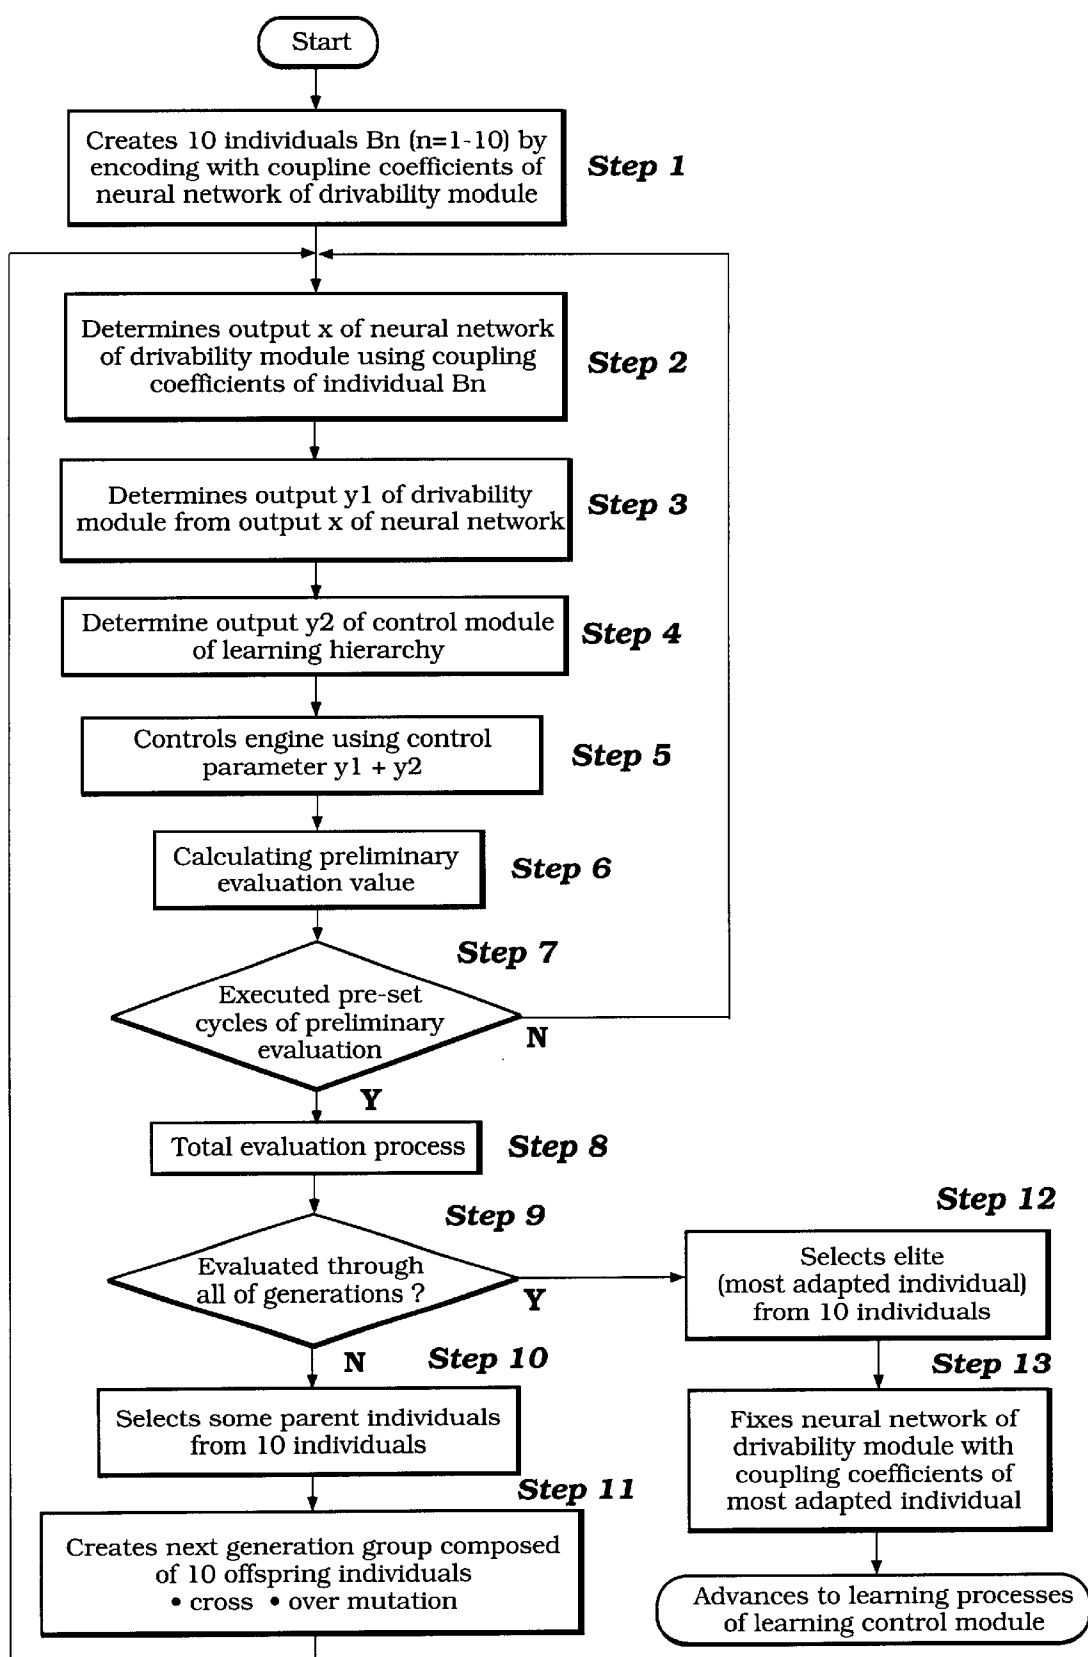 Start
Creates 10 individuals Bn (n=1-10) by
encoding with coupline coefficients of
neural network of drivability module
Step 1
Determines output x of neural network
of drivability module using coupling
coefficients of individual Bn
Step 2
Determines output y1 of drivability
module from output x of neural network
Step 3
Determine output y2 of control module
of learning hierarchy
Step 4
Controls engine using control
parameter y1 + y2
Step 5
Calculating preliminary
evaluation value
Step 6
Step 7
Executed pre-set
cycles of preliminary
evaluation
N
Y
Total evaluation process
Step 8
Step 9
Evaluated through
all of generations ?
Y
N
Step 10
Selects some parent individuals
from 10 individuals
Step 11
Creates next generation group composed
of 10 offspring individuals
• cross • over mutation
Step 12
Selects elite
(most adapted individual)
from 10 individuals
Step 13
Fixes neural network of
drivability module with
coupling coefficients of
most adapted individual
Advances to learning processes
of learning control module